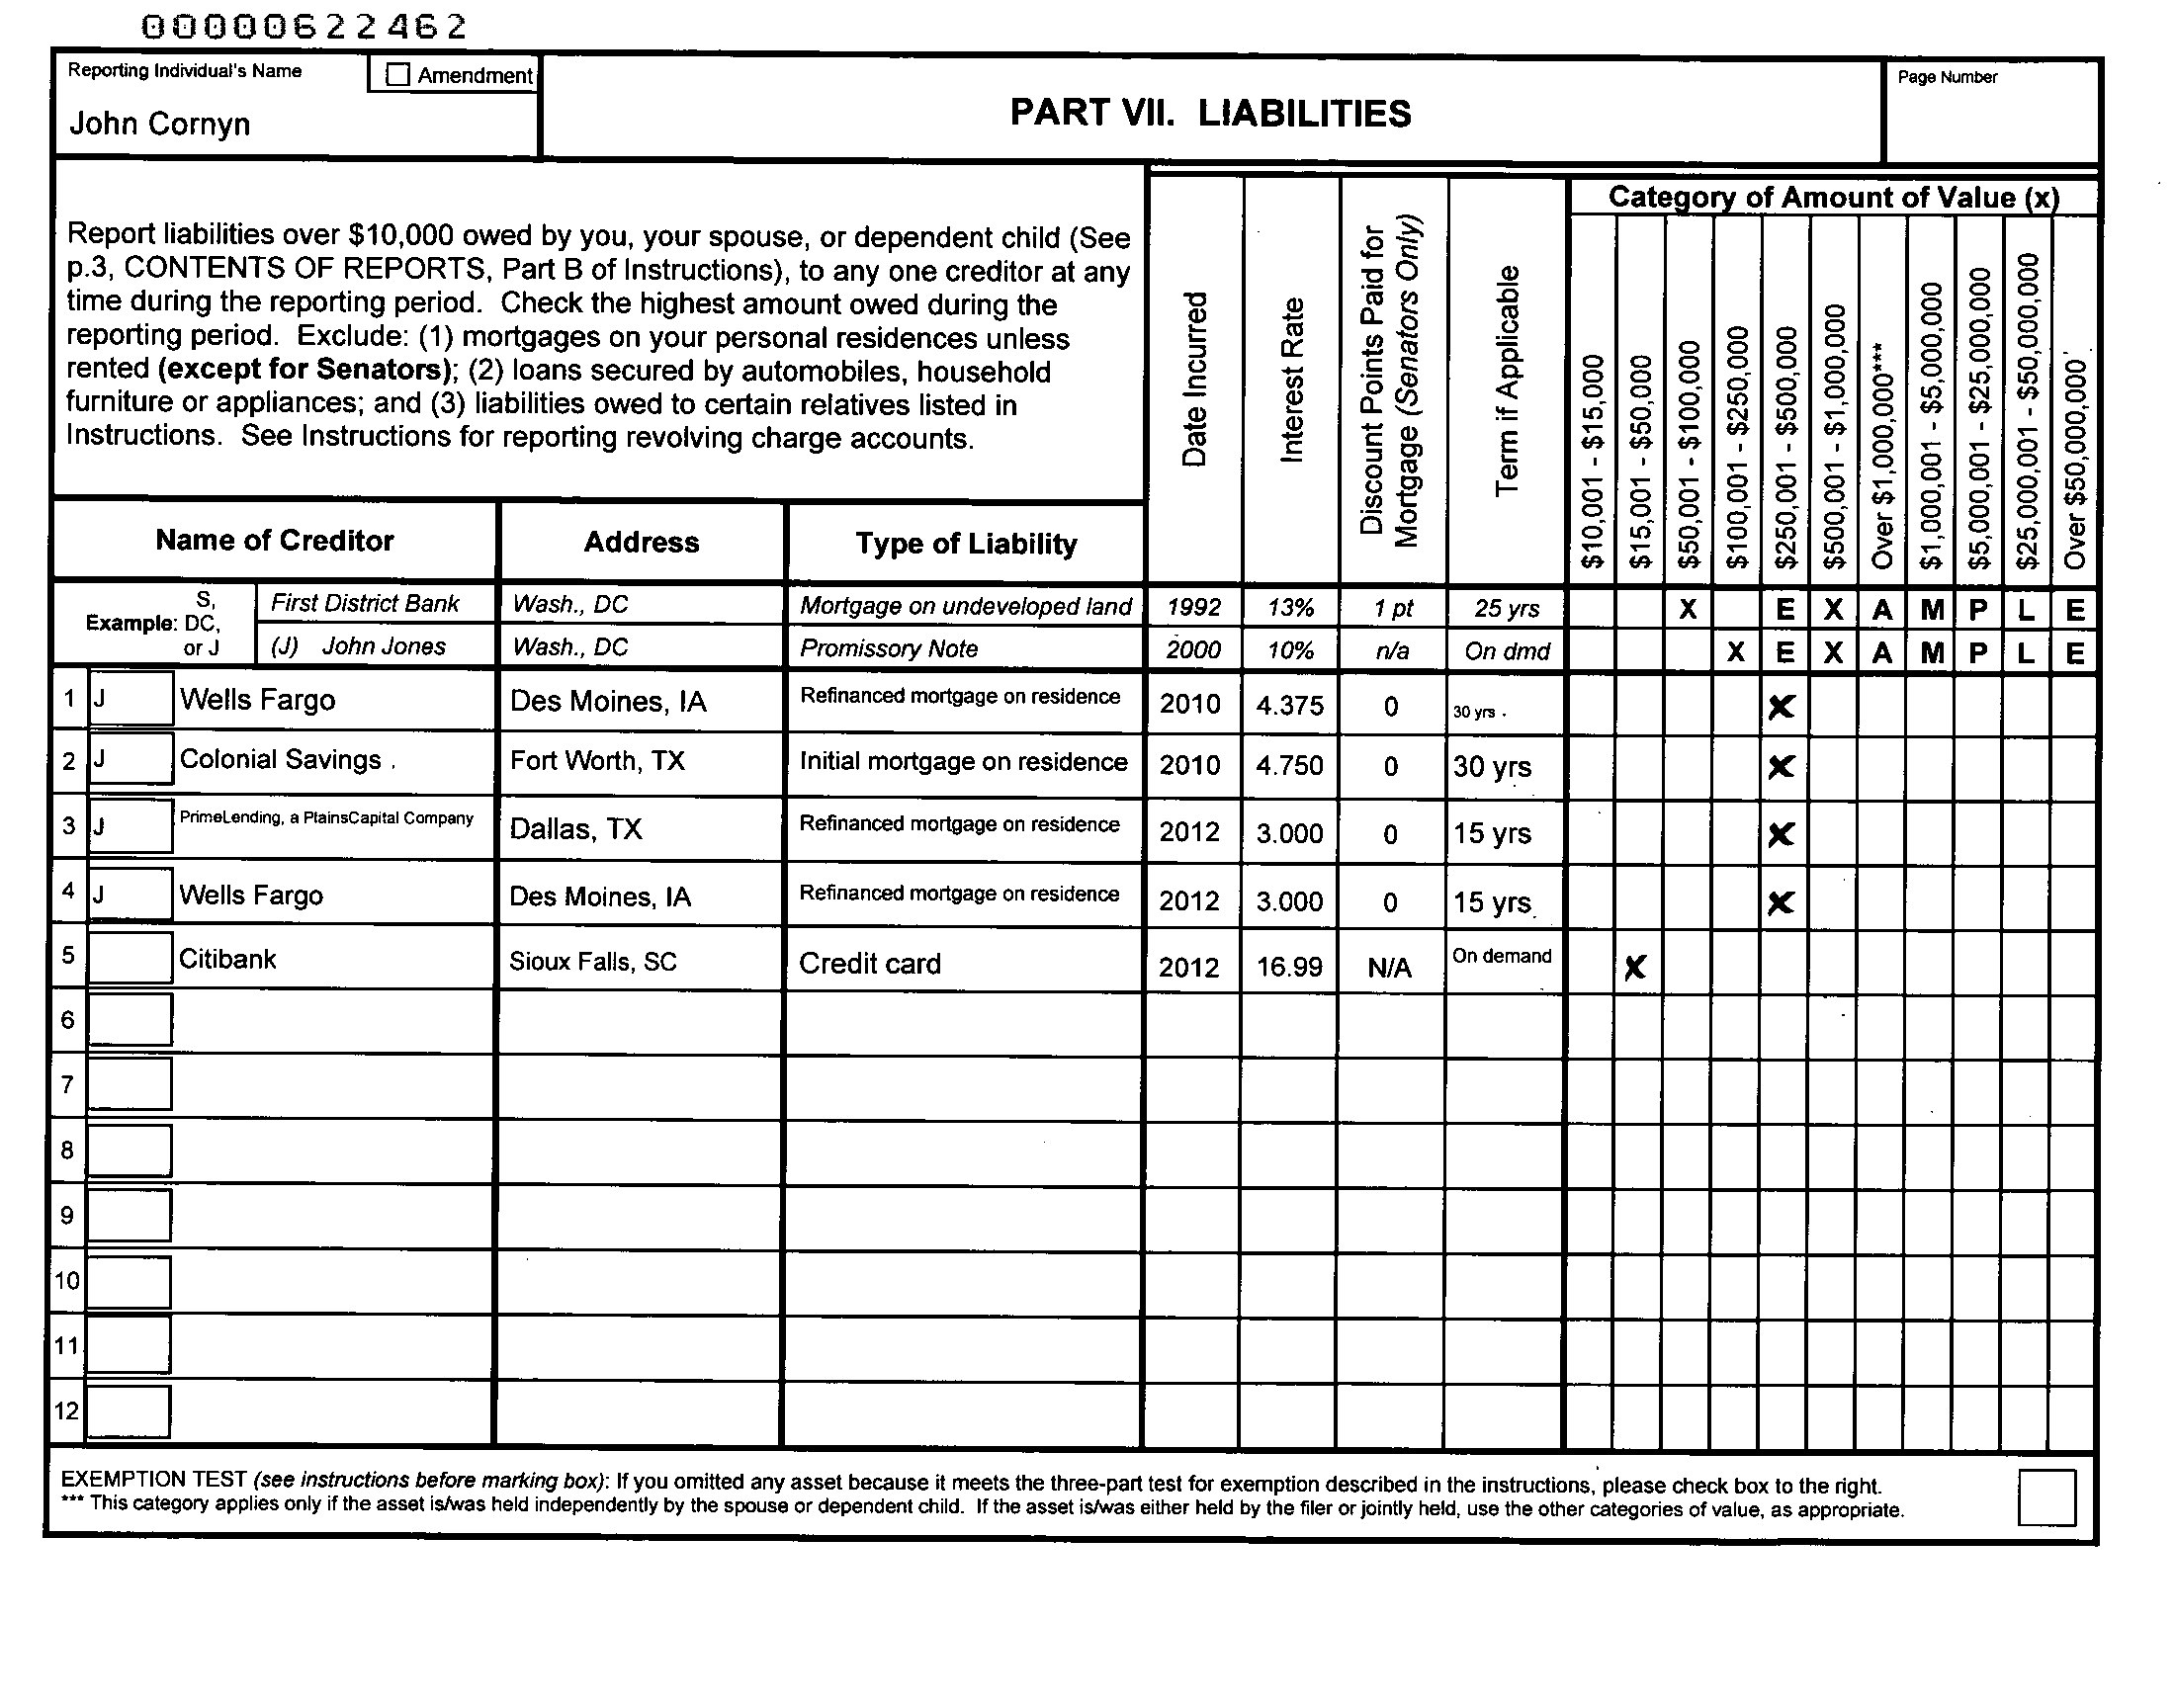 00000622462
Reporting Individual's Name
Amendment
John Cornyn
PART VII. LIABILITIES
Page Number
Report liabilities over $10,000 owed by you, your spouse, or dependent child (See
p.3, CONTENTS OF REPORTS, Part B of Instructions), to any one creditor at any
time during the reporting period. Check the highest amount owed during the
reporting period. Exclude: (1) mortgages on your personal residences unless
rented (except for Senators); (2) loans secured by automobiles, household
furniture or appliances; and (3) liabilities owed to certain relatives listed in
Instructions. See Instructions for reporting revolving charge accounts.
Name of Creditor
Address
Type of Liability
Date Incurred
Interest Rate
Discount Points Paid for
Mortgage (Senators Only)
Term if Applicable
Category of Amount of Value (x)
$10,001 - $15,000
$15,001 - $50,000
$50,001 - $100,000
$100,001 - $250,000
$250,001 - $500,000
$500,001 - $1,000,000
Over $1,000,000***
$1,000,001 - $5,000,000
$5,000,001 - $25,000,000
$25,000,001 - $50,000,000
Over $50,000,000
Example:
S,
DC,
or J
First District Bank Wash., DC Mortgage on undeveloped land 1992 13% 1 pt 25 yrs X E X A M P L E
(J) John Jones Wash., DC Promissory Note 2000 10% n/a On dmd X E X A M P L E
1 J Wells Fargo Des Moines, IA Refinanced mortgage on residence 2010 4.375 0 30 yrs. X
2 J Colonial Savings Fort Worth, TX Initial mortgage on residence 2010 4.750 0 30 yrs X
3 J PrimeLending, a PlainsCapital Company Dallas, TX Refinanced mortgage on residence 2012 3.000 0 15 yrs X
4 J Wells Fargo Des Moines, IA Refinanced mortgage on residence 2012 3.000 0 15 yrs X
5 Citibank Sioux Falls, SC Credit card 2012 16.99 N/A On demand X
6
7
8
9
10
11
12
EXEMPTION TEST (see instructions before marking box): If you omitted any asset because it meets the three-part test for exemption described in the instructions, please check box to the right.
*** This category applies only if the asset is/was held independently by the spouse or dependent child. If the asset is/was either held by the filer or jointly held, use the other categories of value, as appropriate.